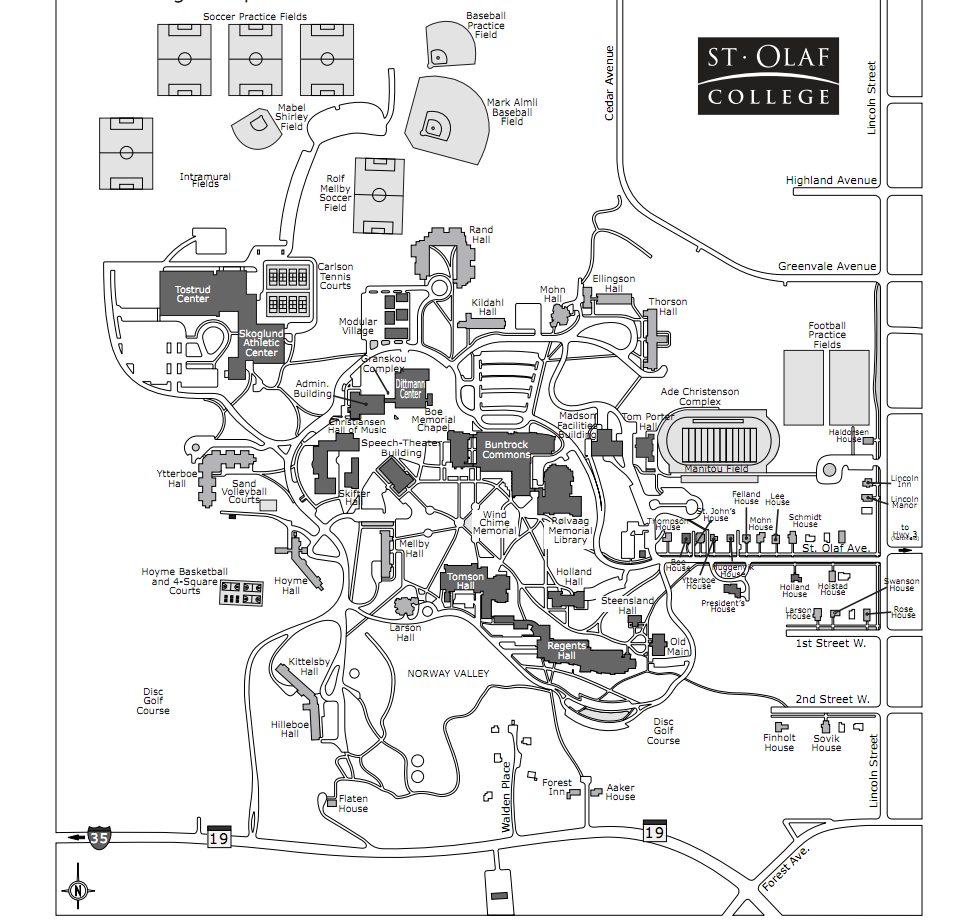 Soccer Practice Fields
Baseball
Practice
Field
Cedar Avenue
ST · OLAF
COLLEGE
Lincoln Street
Mabel
Shirley
Field
Mark Almli
Baseball
Field
Intramural
Fields
Rolf
Mellby
Soccer
Field
Highland Avenue
Rand
Hall
Greenvale Avenue
Carlson
Tennis
Courts
Tostrud
Center
Ellingson
Hall
Mohn
Hall
Kildahl
Hall
Thorson
Hall
Modular
Village
Skoglund
Athletic
Center
Football
Practice
Fields
Granskou
Complex
Admin.
Building
Dittmann
Center
Ade Christenson
Complex
Boe
Memorial
Chapel
Christiansen
Hall of Music
Madson
Facilities
Building
Tom Porter
Hall
Haldorsen
House
Speech-Theater
Building
Buntrock
Commons
Manitou Field
Ytterboe
Hall
Sand
Volleyball
Courts
Skifter
Hall
Lincoln
Inn
Lincoln
Manor
Wind
Chime
Memorial
Rølvaag
Memorial
Library
Thompson
House
St. John's
House
Felland
House
Mohn
House
Lee
House
Schmidt
House
to
Hwy. 3
St. Olaf Ave.
Mellby
Hall
Hoyme Basketball
and 4-Square
Courts
Hoyme
Hall
Tomson
Hall
Holland
Hall
Boe
House
Ytterboe
House
Huggenvik
House
President's
House
Holland
House
Holstad
House
Swanson
House
Steensland
Hall
Larson
House
Rose
House
Larson
Hall
Regents
Hall
Old
Main
1st Street W.
Kittelsby
Hall
NORWAY VALLEY
Disc
Golf
Course
Hilleboe
Hall
2nd Street W.
Disc
Golf
Course
Finholt
House
Sovik
House
Lincoln Street
Walden Place
Forest
Inn
Aaker
House
Flaten
House
35
19
19
Forest Ave.
N